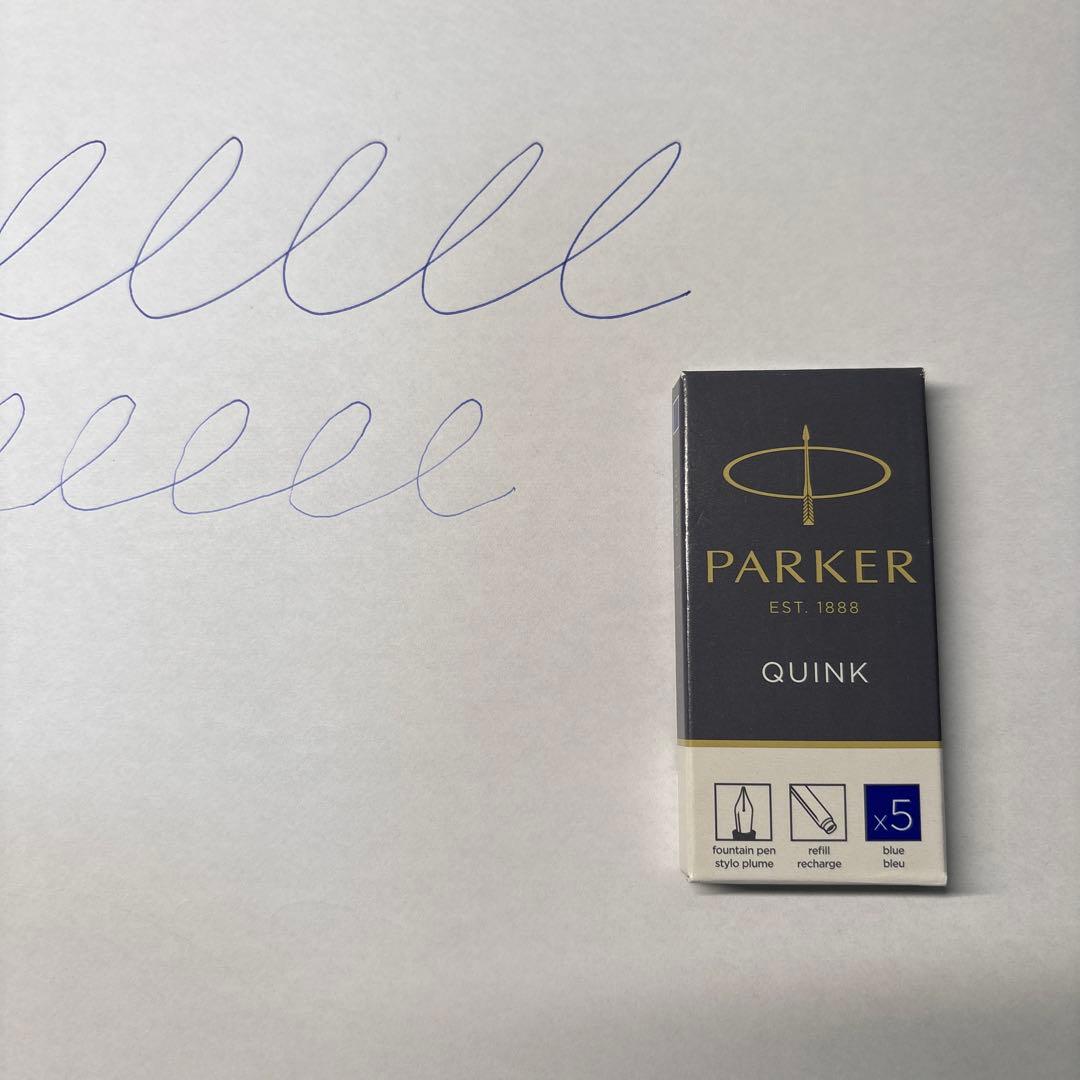 PARKER
EST. 1888
QUINK
x5
fountain pen
stylo plume
refill
recharge
blue
bleu